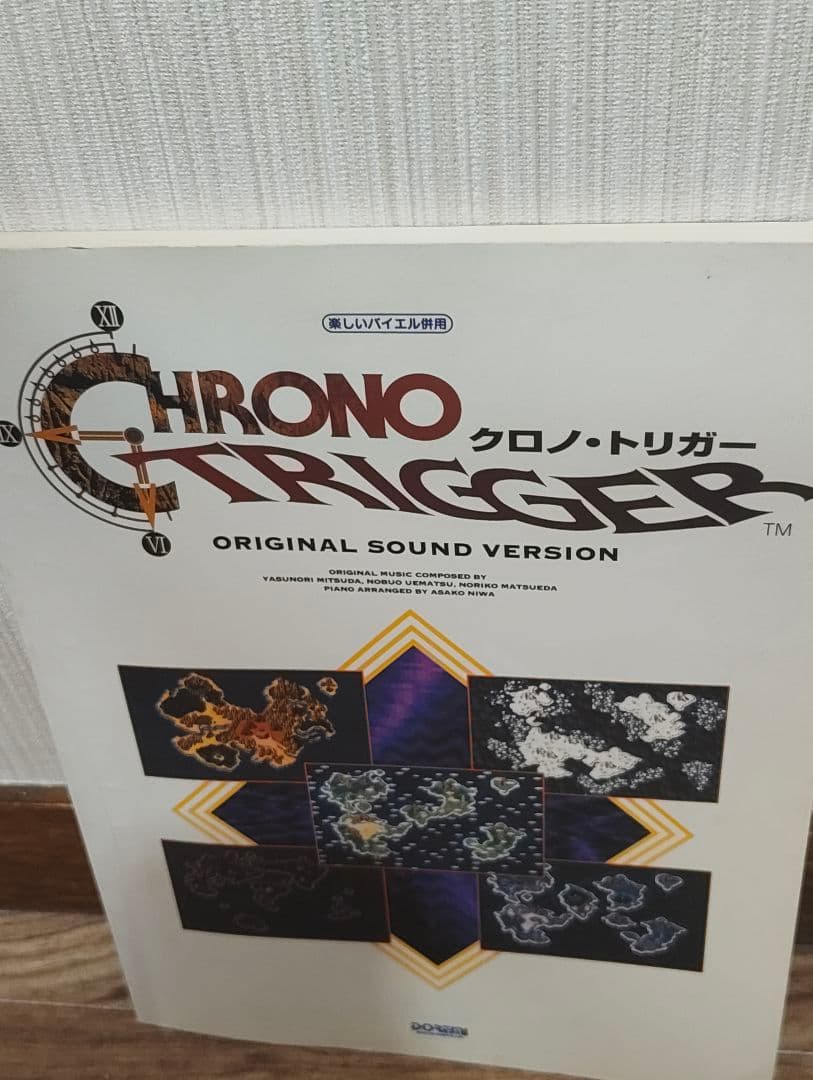 楽しいバイエル併用
XII
IX
VI
CHRONO
TRIGGER
クロノ・トリガー
TM
ORIGINAL SOUND VERSION
ORIGINAL MUSIC COMPOSED BY
YASUNORI MITSUDA, NOBUO UEMATSU, NORIKO MATSUEDA
PIANO ARRANGED BY ASAKO NIWA